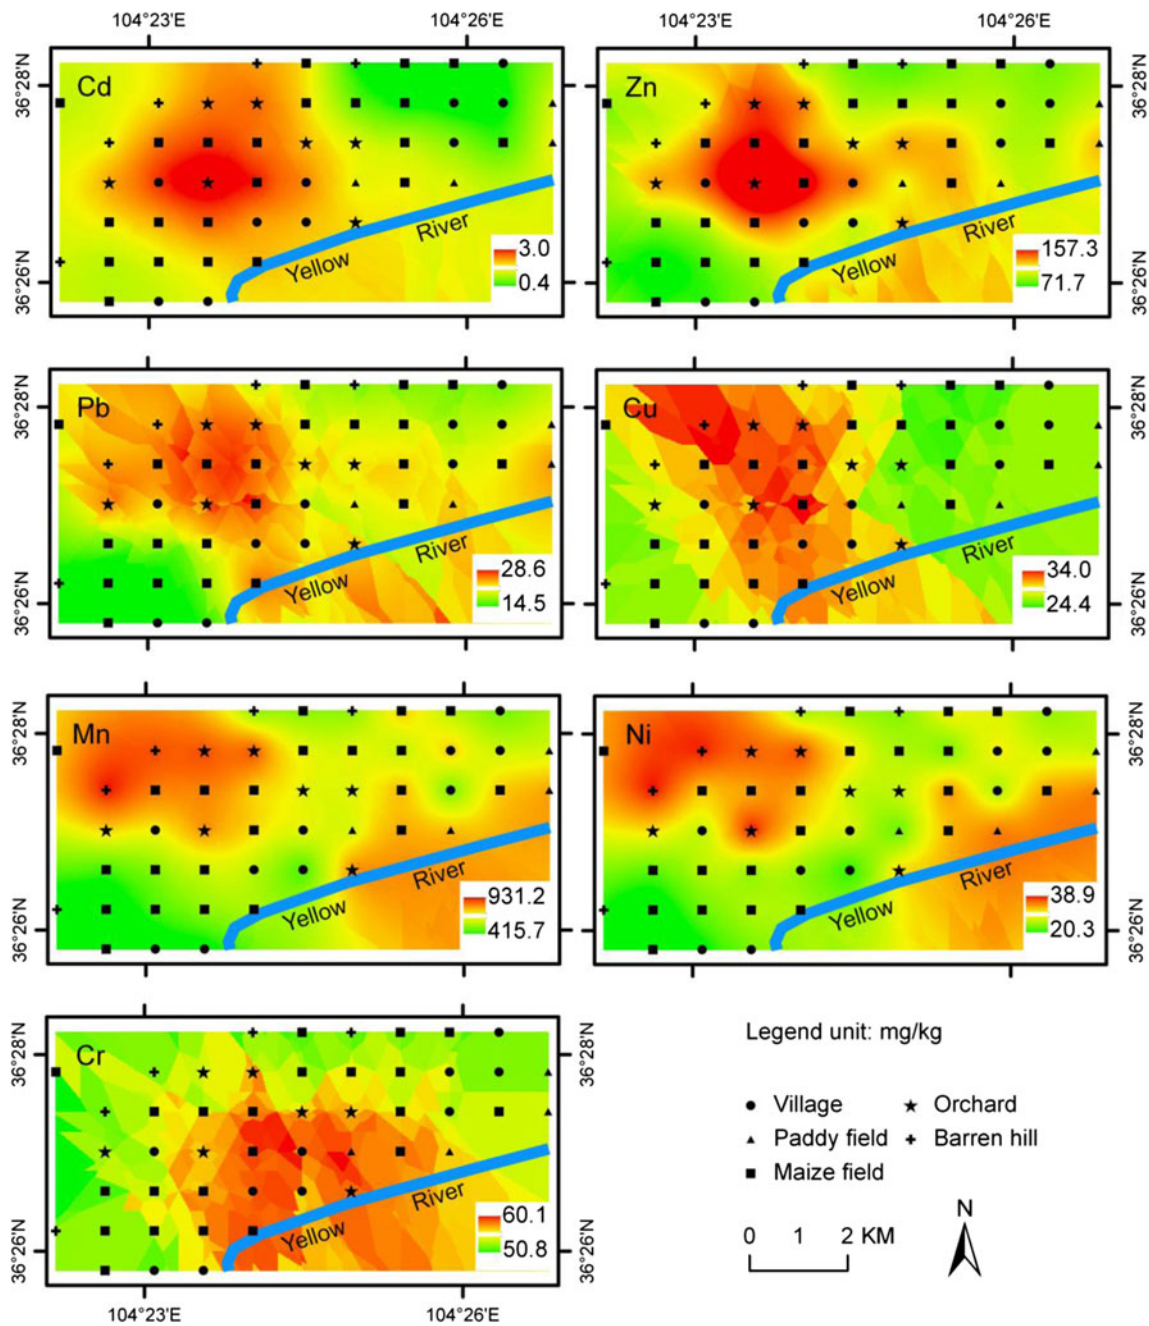 104°23'E 104°26'E 104°23'E 104°26'E
36°28'N Cd Zn 36°28'N
River River
3.0 157.3
Yellow Yellow
0.4 71.7
36°26'N 36°26'N
36°28'N Pb Cu 36°28'N
River River
28.6 34.0
Yellow Yellow
14.5 24.4
36°26'N 36°26'N
36°28'N Mn Ni 36°28'N
River River
931.2 38.9
Yellow Yellow
415.7 20.3
36°26'N 36°26'N
36°28'N Cr 36°28'N
River
60.1
Yellow
50.8
36°26'N 36°26'N
104°23'E 104°26'E
Legend unit: mg/kg
Village Orchard
Paddy field Barren hill
Maize field
N
0 1 2 KM